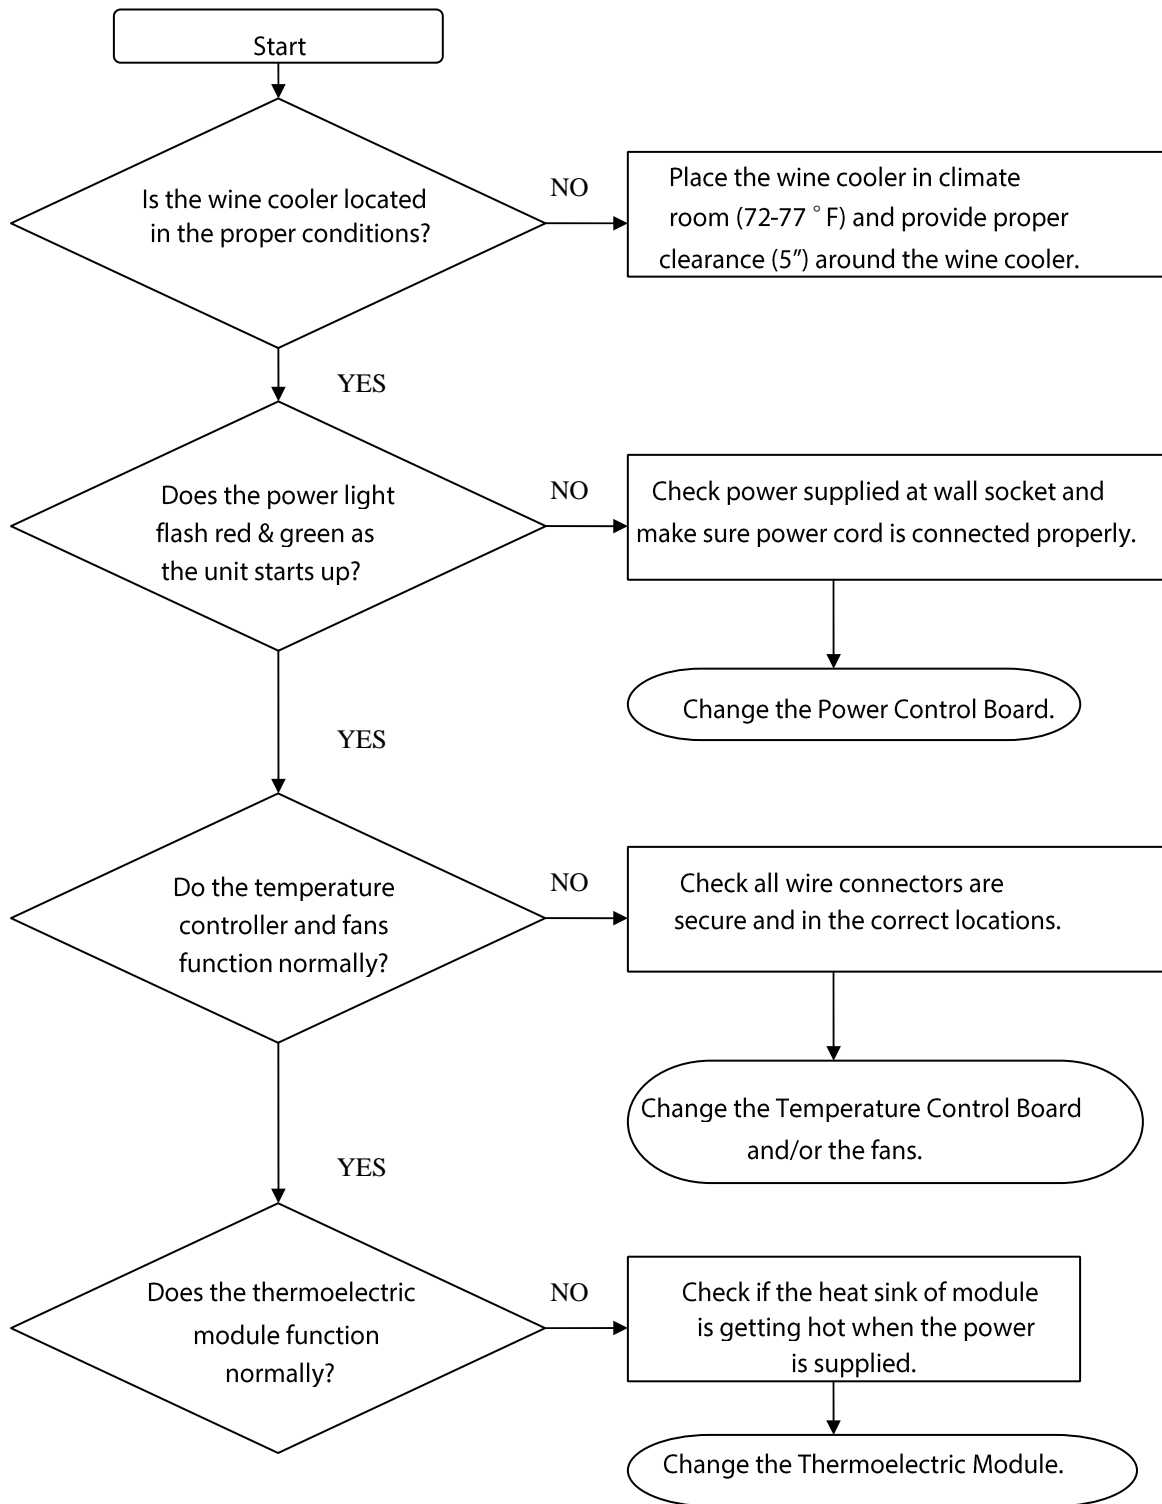 Start
Is the wine cooler located
in the proper conditions?
NO
Place the wine cooler in climate
room (72-77 °F) and provide proper
clearance (5”) around the wine cooler.
YES
Does the power light
flash red & green as
the unit starts up?
NO
Check power supplied at wall socket and
make sure power cord is connected properly.
Change the Power Control Board.
YES
Do the temperature
controller and fans
function normally?
NO
Check all wire connectors are
secure and in the correct locations.
Change the Temperature Control Board
and/or the fans.
YES
Does the thermoelectric
module function
normally?
NO
Check if the heat sink of module
is getting hot when the power
is supplied.
Change the Thermoelectric Module.